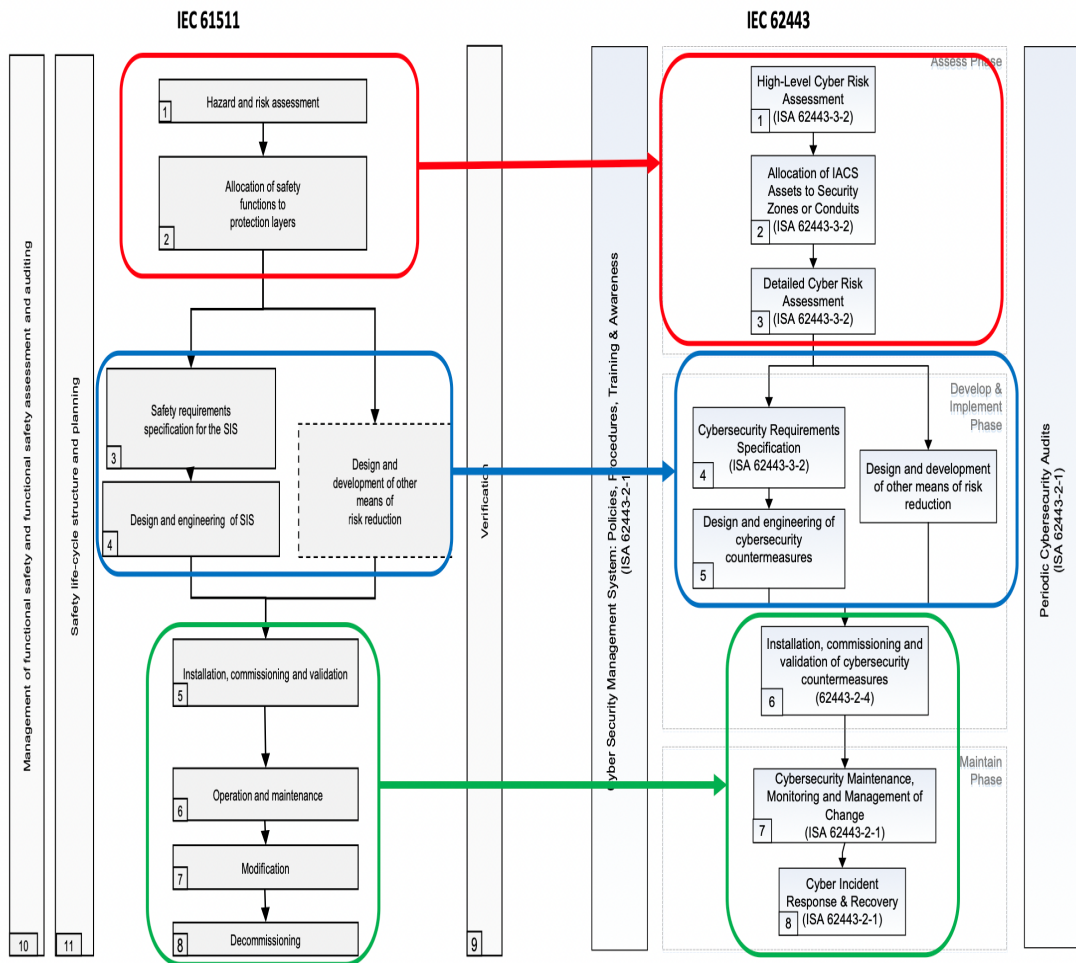 IEC 61511
IEC 62443
Management of functional safety and functional safety assessment and auditing
10
Safety life-cycle structure and planning
11
Hazard and risk assessment
1
Allocation of safety
functions to
protection layers
2
Safety requirements
specification for the SIS
3
Design and engineering of SIS
4
Design and
development of other
means of
risk reduction
Installation, commissioning and validation
5
Operation and maintenance
6
Modification
7
Decommissioning
8
Verification
9
Cyber Security Management System: Policies, Procedures, Training & Awareness
(ISA 62443-2-1)
Assess Phase
High-Level Cyber Risk
Assessment
(ISA 62443-3-2)
1
Allocation of IACS
Assets to Security
Zones or Conduits
(ISA 62443-3-2)
2
Detailed Cyber Risk
Assessment
(ISA 62443-3-2)
3
Develop &
Implement
Phase
Cybersecurity Requirements
Specification
(ISA 62443-3-2)
4
Design and engineering of
cybersecurity
countermeasures
5
Design and development
of other means of risk
reduction
Installation, commissioning and
validation of cybersecurity
countermeasures
(62443-2-4)
6
Maintain
Phase
Cybersecurity Maintenance,
Monitoring and Management of
Change
(ISA 62443-2-1)
7
Cyber Incident
Response & Recovery
(ISA 62443-2-1)
8
Periodic Cybersecurity Audits
(ISA 62443-2-1)